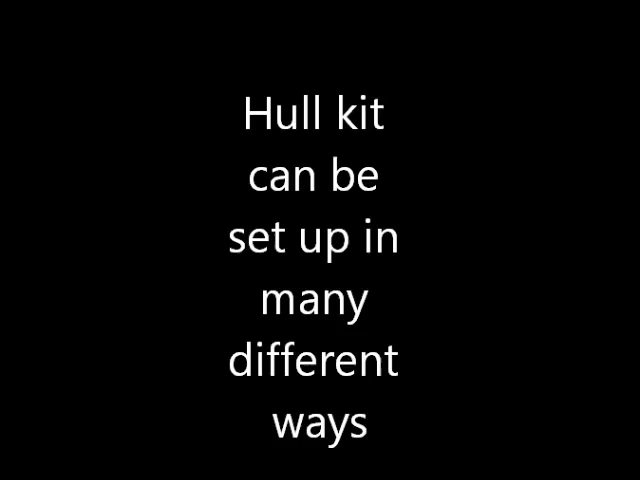 Hull kit
can be
set up in
many
different
ways